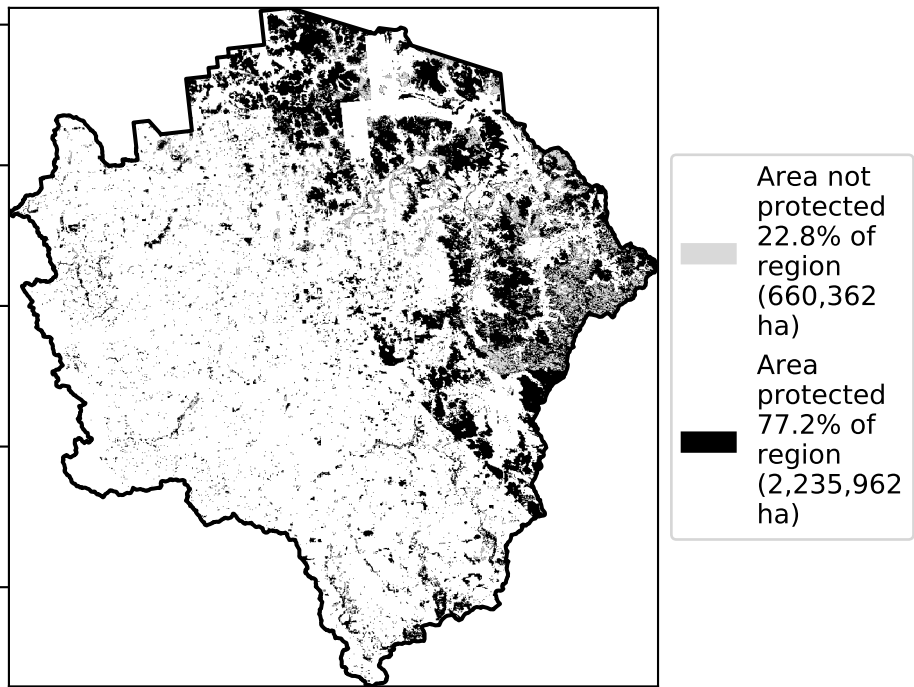 Area not
protected
22.8% of
region
(660,362
ha)
Area
protected
77.2% of
region
(2,235,962
ha)